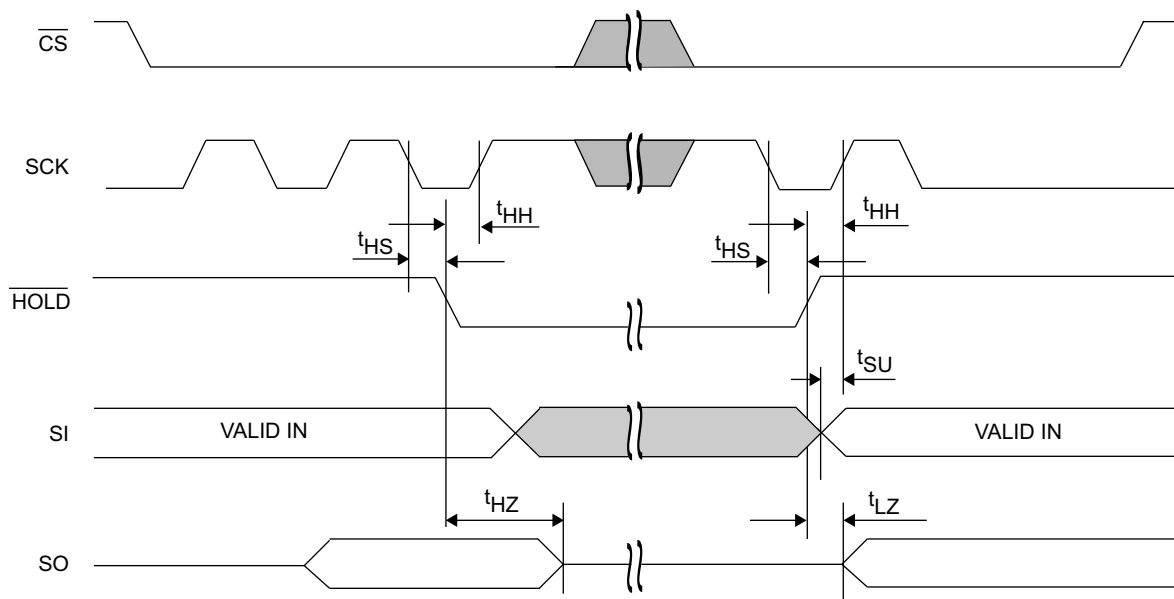 CS
SCK
tHH
tHH
tHS
tHS
HOLD
tSU
SI
VALID IN
VALID IN
tHZ
tLZ
SO